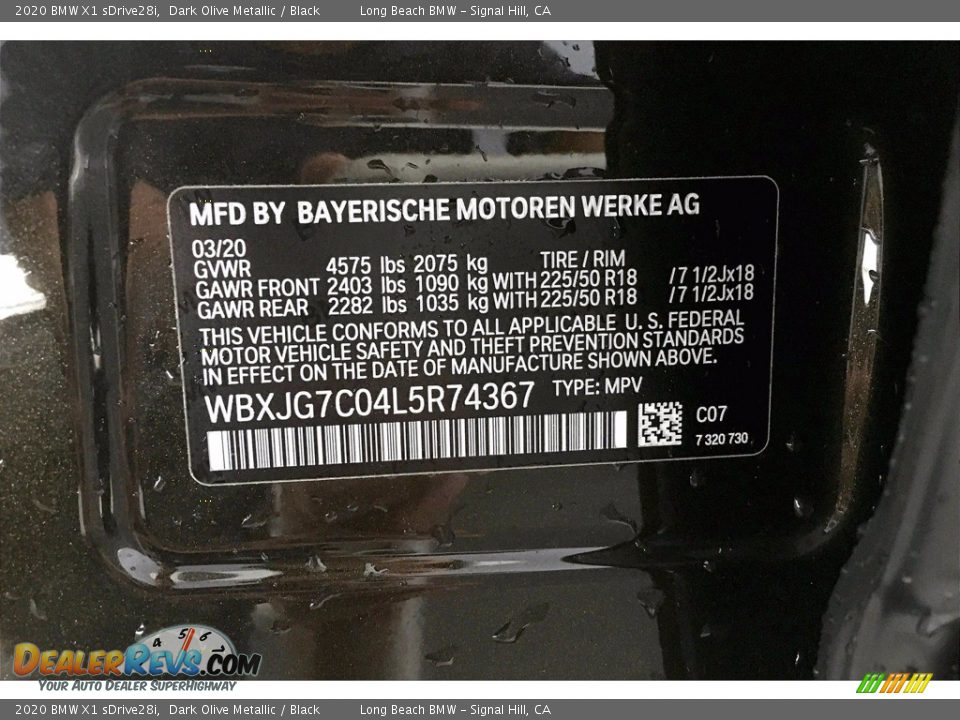 2020 BMW X1 sDrive28i, Dark Olive Metallic / Black Long Beach BMW - Signal Hill, CA
MFD BY BAYERISCHE MOTOREN WERKE AG
03/20
GVWR 4575 lbs 2075 kg TIRE / RIM
GAWR FRONT 2403 lbs 1090 kg WITH 225/50 R18 /7 1/2Jx18
GAWR REAR 2282 lbs 1035 kg WITH 225/50 R18 /7 1/2Jx18
THIS VEHICLE CONFORMS TO ALL APPLICABLE U. S. FEDERAL
MOTOR VEHICLE SAFETY AND THEFT PREVENTION STANDARDS
IN EFFECT ON THE DATE OF MANUFACTURE SHOWN ABOVE.
WBXJG7C04L5R74367 TYPE: MPV
C07
7 320 730
4 5 6
DEALERREVS.COM
YOUR AUTO DEALER SUPERHIGHWAY
2020 BMW X1 sDrive28i, Dark Olive Metallic / Black Long Beach BMW - Signal Hill, CA